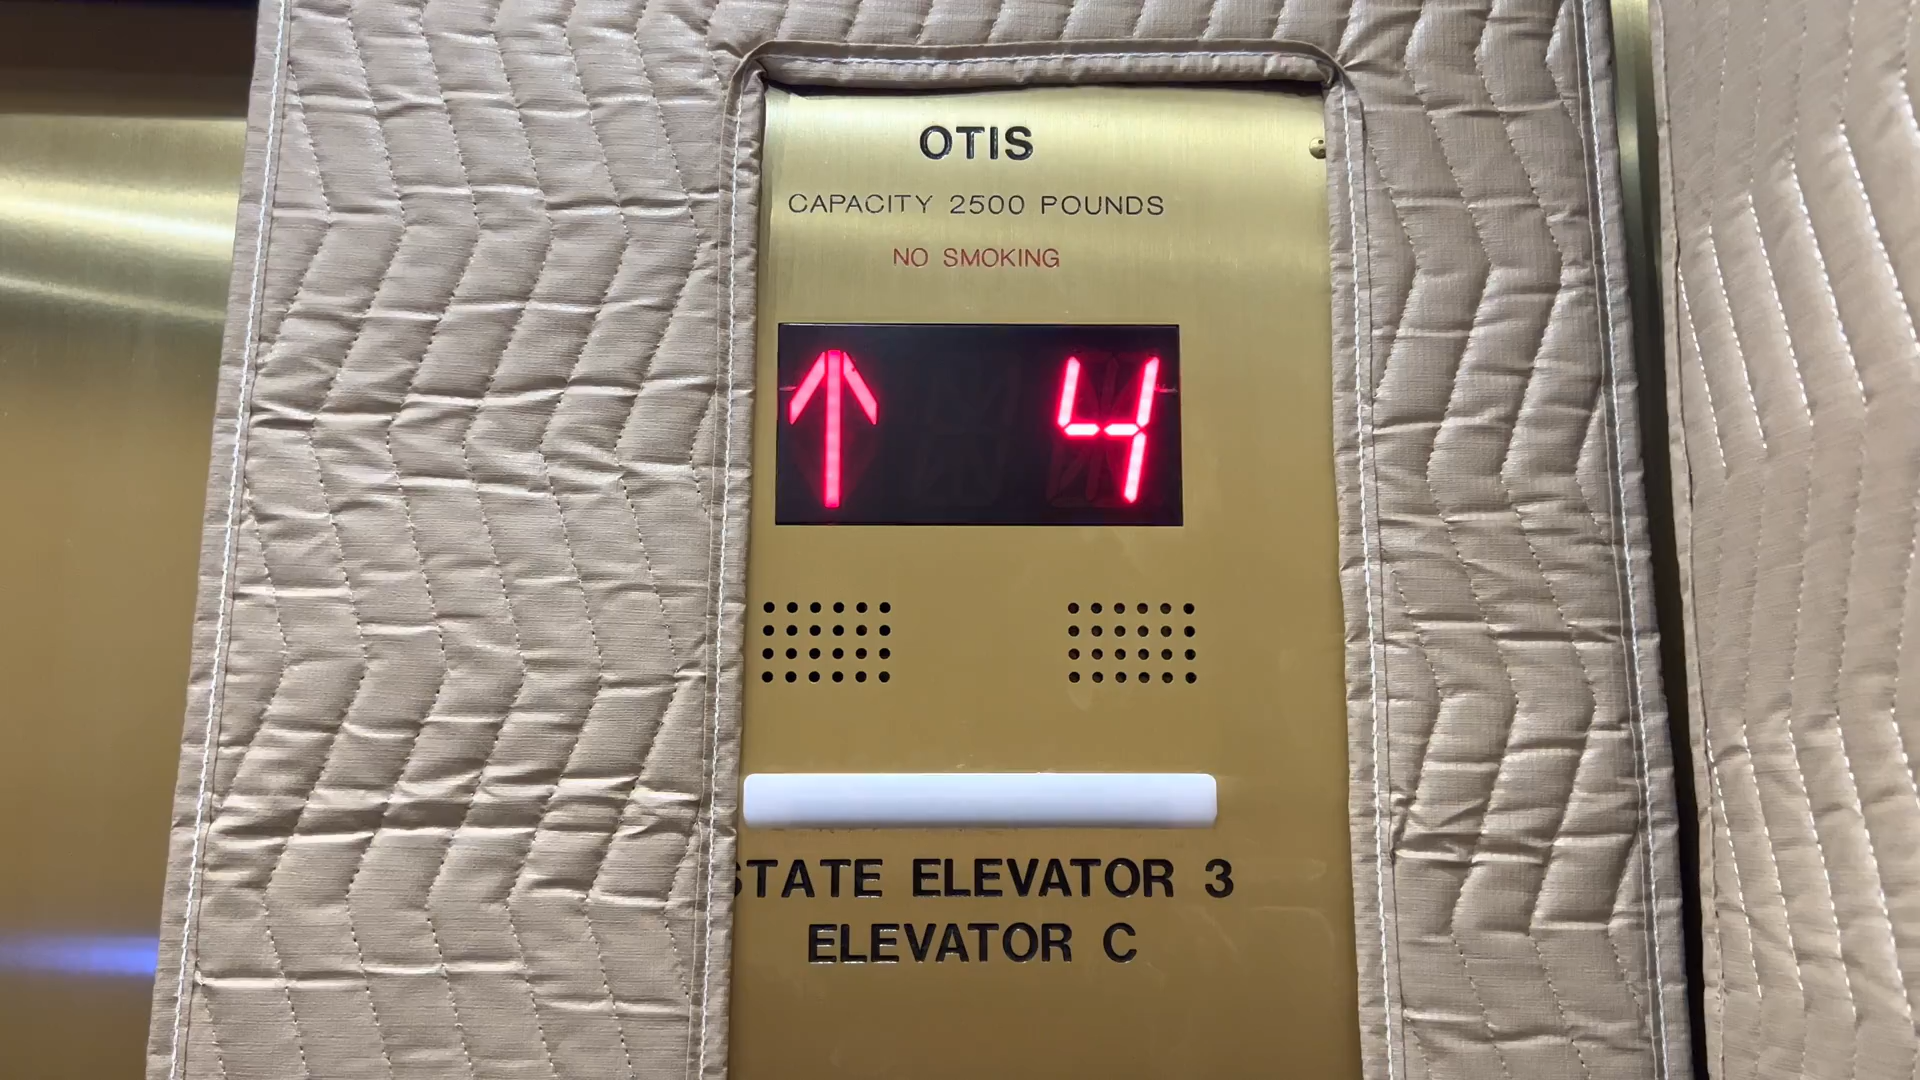 OTIS
CAPACITY 2500 POUNDS
NO SMOKING
↑ 4
STATE ELEVATOR 3
ELEVATOR C